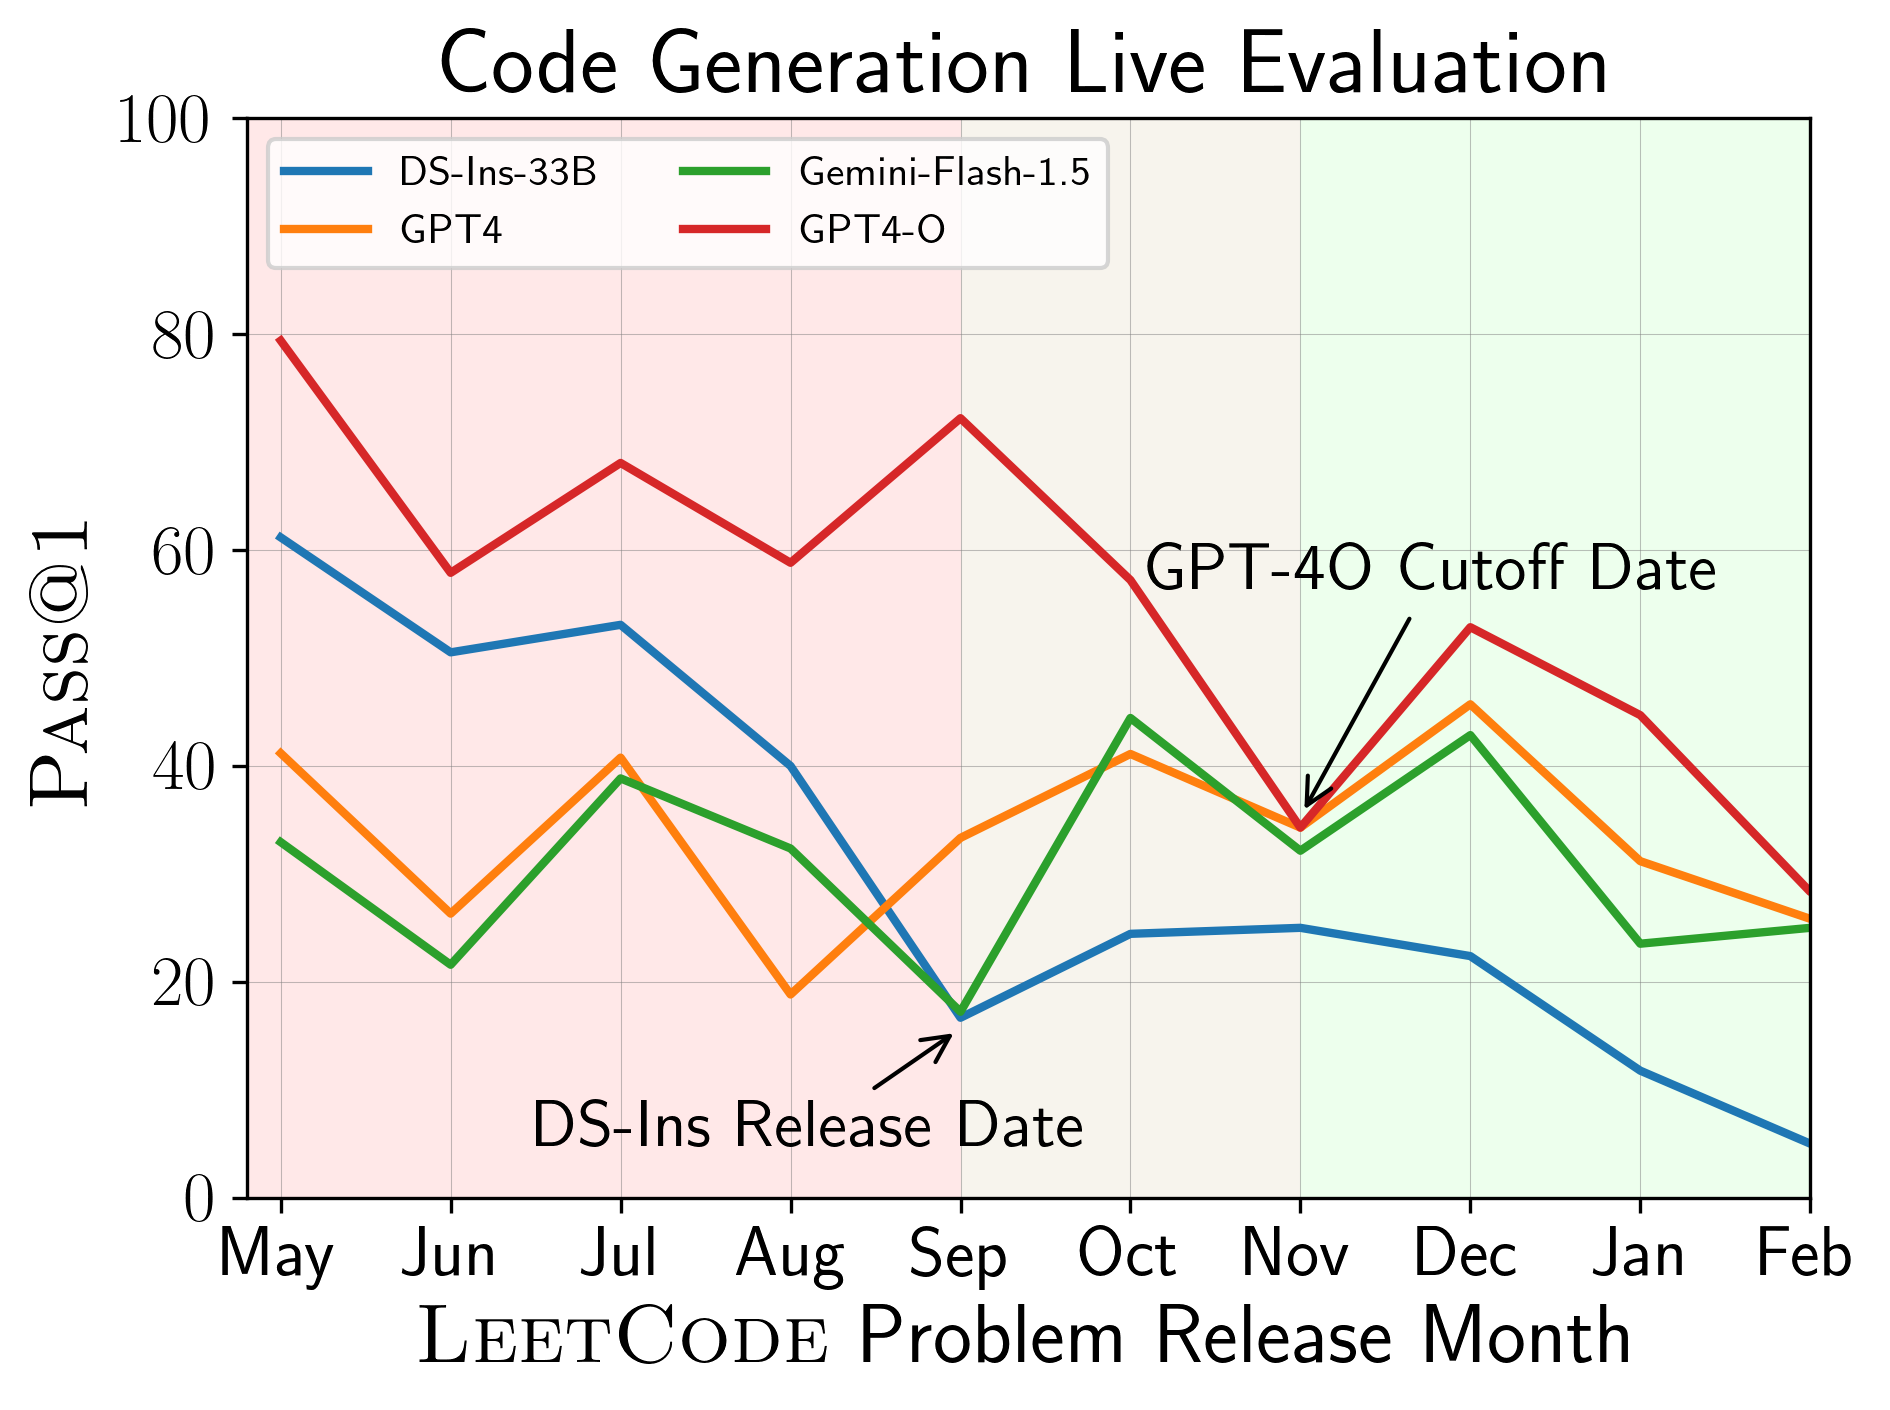 Code Generation Live Evaluation
100
80
60
40
20
0
Pass@1
DS-Ins-33B
GPT4
Gemini-Flash-1.5
GPT4-O
GPT-4O Cutoff Date
DS-Ins Release Date
May Jun Jul Aug Sep Oct Nov Dec Jan Feb
LeetCode Problem Release Month